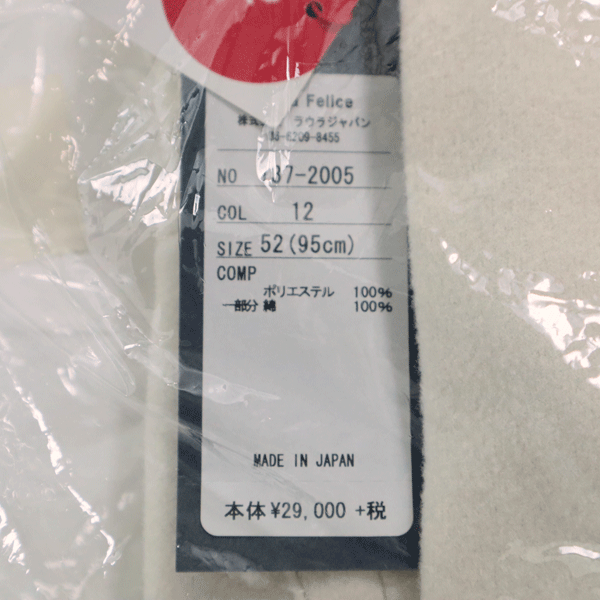 Felice
ラウラジャパン
NO 37-2005
COL 12
SIZE 52(95cm)
COMP
ポリエステル 100%
一部分 綿 100%
MADE IN JAPAN
本体¥29,000 +税